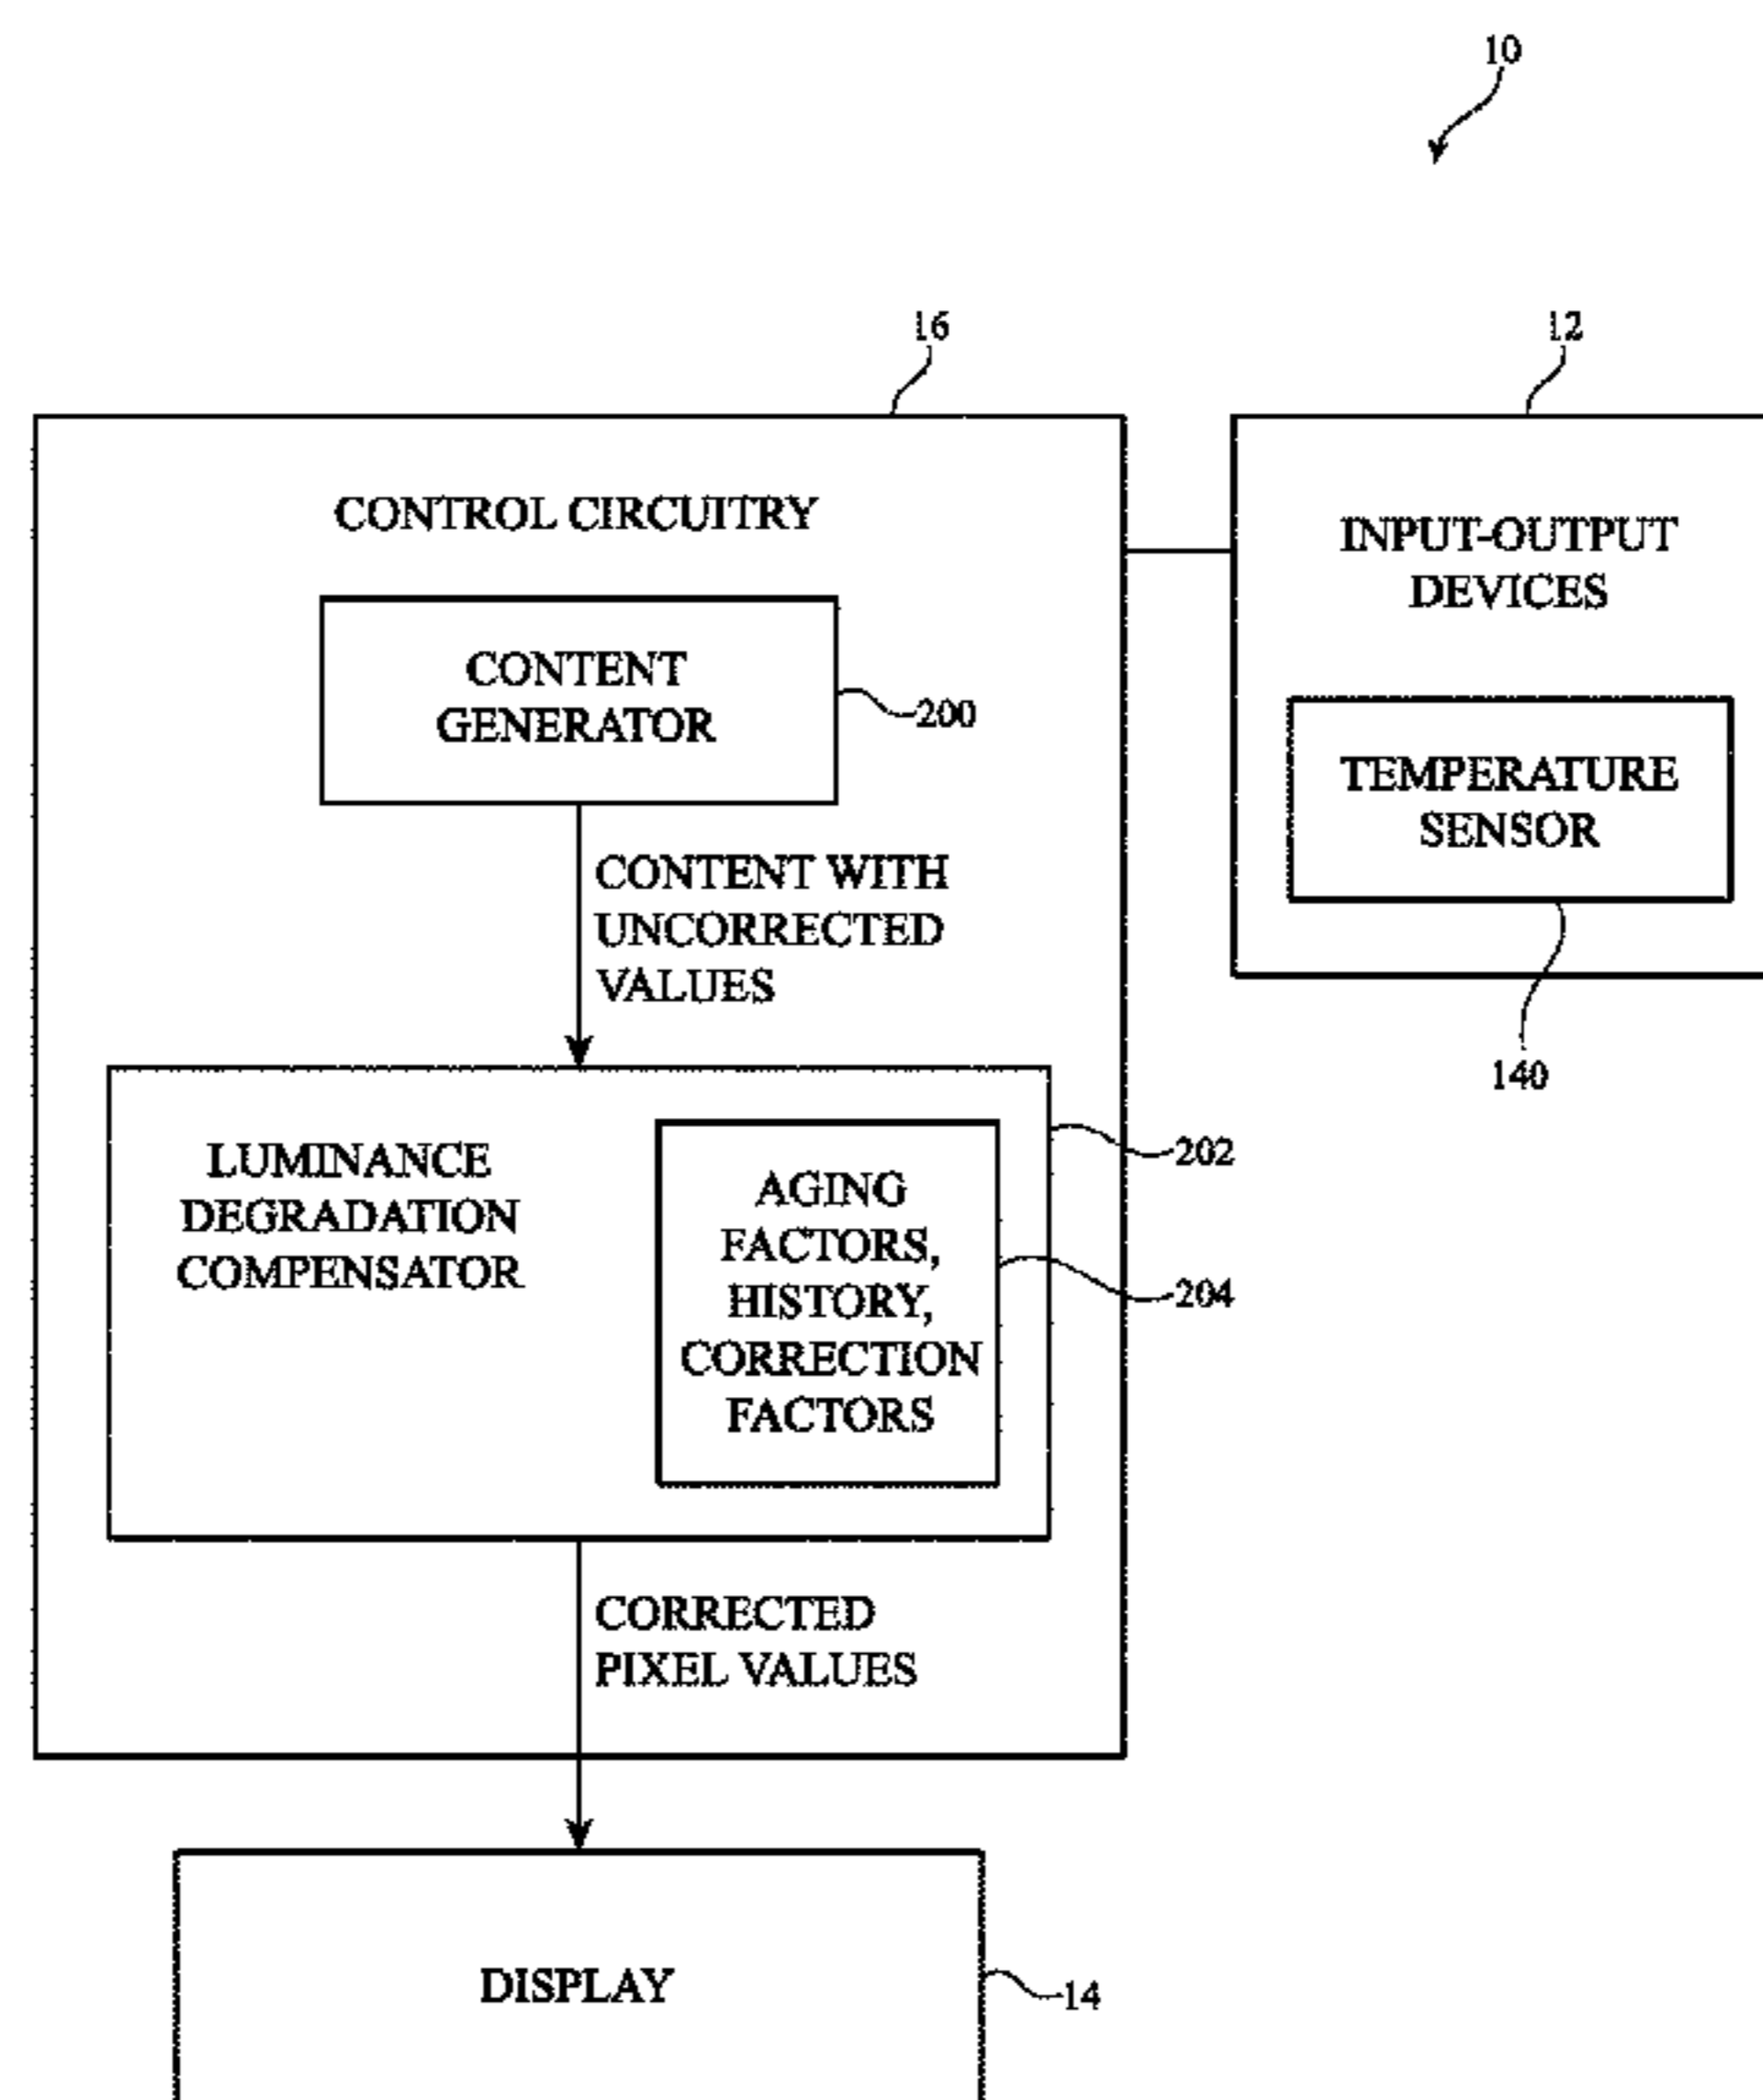 10
16
12
CONTROL CIRCUITRY
INPUT-OUTPUT
DEVICES
CONTENT
GENERATOR
200
TEMPERATURE
SENSOR
140
CONTENT WITH
UNCORRECTED
VALUES
LUMINANCE
DEGRADATION
COMPENSATOR
AGING
FACTORS,
HISTORY,
CORRECTION
FACTORS
202
204
CORRECTED
PIXEL VALUES
DISPLAY
14